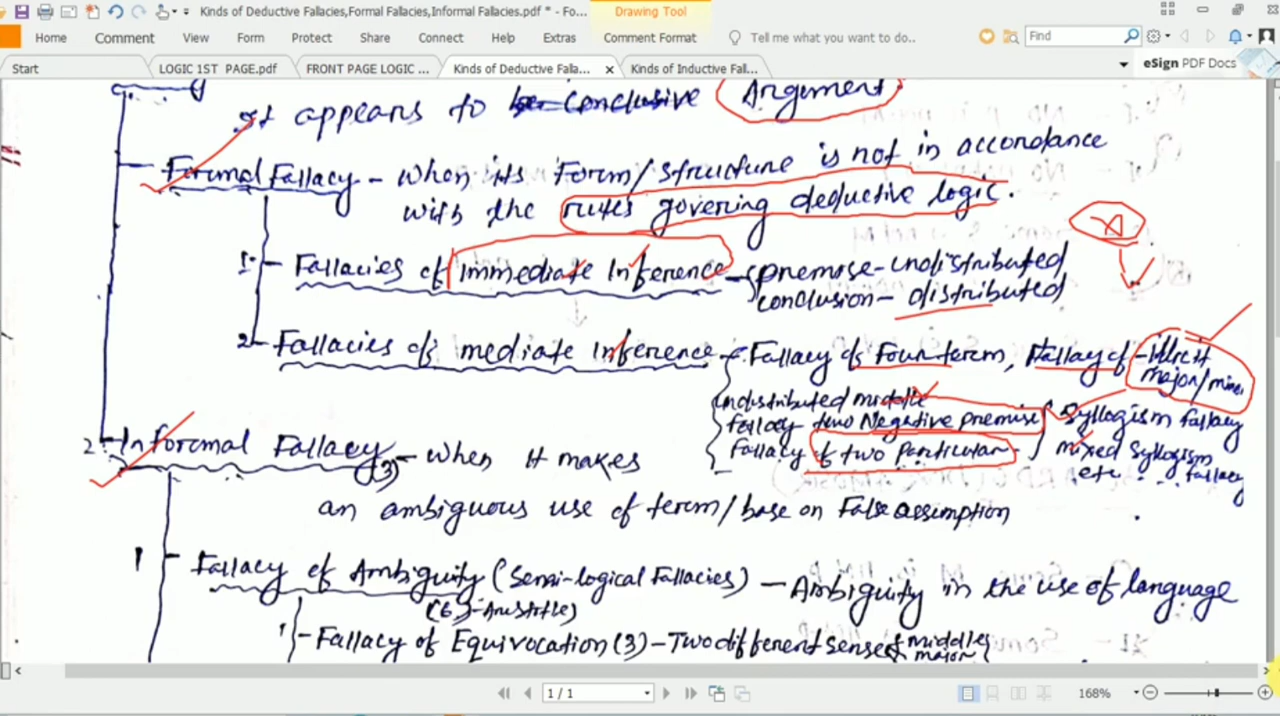 Kinds of Deductive Fallacies,Formal Fallacies,Informal Fallacies.pdf * - Fo...
Drawing Tool
Home Comment View Form Protect Share Connect Help Extras Comment Format Tell me what you want to do.. Find
Start LOGIC 1ST PAGE.pdf FRONT PAGE LOGIC ... Kinds of Deductive Falla... × Kinds of Inductive Fall... eSign PDF Docs
It appears to be conclusive Argument
Formal Fallacy - when its Form/structure is not in accordance
with the rules governing deductive logic.
1- Fallacies of immediate Inference - premise - undistributed
conclusion - distributed
2- Fallacies of mediate Inference - Fallacy of Four term, Fallay of - Illicit
major/minor
undistributed middle
fallacy two Negative premise Syllogism fallacy
Fallacy of two particular - mixed Syllogism
etc ... fallacy
2- Informal Fallacy (3) - when it makes
an ambiguous use of term/base on False assumption
1 - Fallacy of Ambiguity (Semi-logical Fallacies) - Ambiguity in the use of language
(6)-Aristotle)
1 - Fallacy of Equivocation (3) - Two different senses middle
major
1 / 1
168%